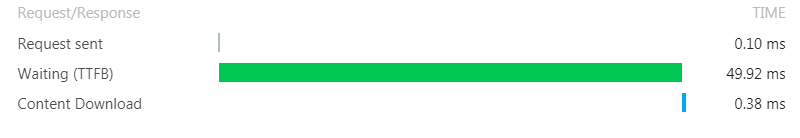 Request/Response TIME
Request sent 0.10 ms
Waiting (TTFB) 49.92 ms
Content Download 0.38 ms